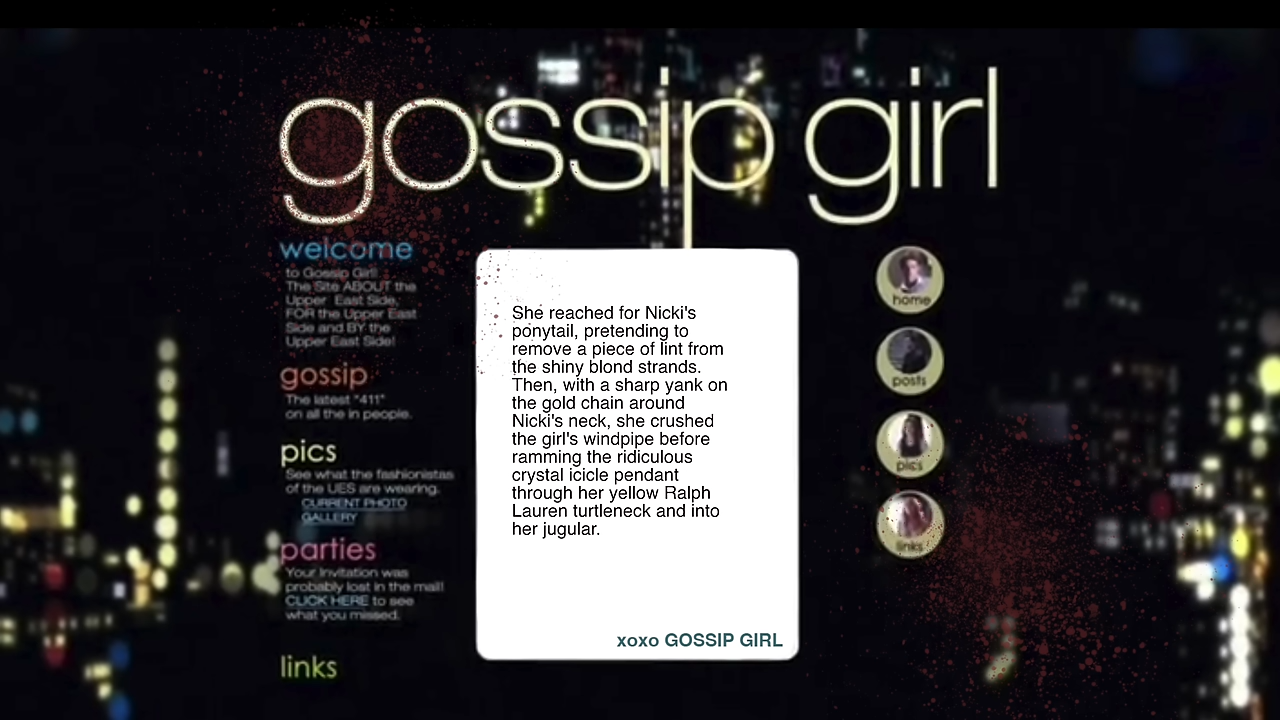 gossip girl
welcome
to Gossip Girl!
The Site ABOUT the
Upper East Side,
FOR the Upper East
Side and BY the
Upper East Side!
gossip
The latest "411"
on all the in people.
pics
See what the fashionistas
of the UES are wearing.
CURRENT PHOTO
GALLERY
parties
Your Invitation was
probably lost in the mail!
CLICK HERE to see
what you missed.
links
She reached for Nicki's
ponytail, pretending to
remove a piece of lint from
the shiny blond strands.
Then, with a sharp yank on
the gold chain around
Nicki's neck, she crushed
the girl's windpipe before
ramming the ridiculous
crystal icicle pendant
through her yellow Ralph
Lauren turtleneck and into
her jugular.
xoxo GOSSIP GIRL
home
posts
pics
links